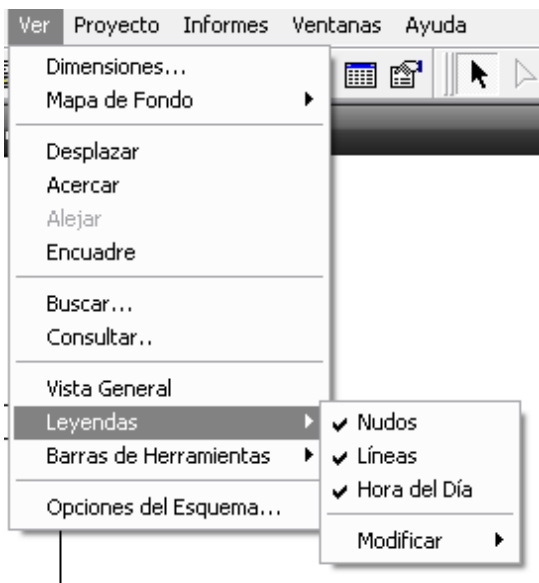 Ver Proyecto Informes Ventanas Ayuda
Dimensiones...
Mapa de Fondo
Desplazar
Acercar
Alejar
Encuadre
Buscar...
Consultar..
Vista General
Leyendas
Barras de Herramientas
Opciones del Esquema...
Nudos
Líneas
Hora del Día
Modificar